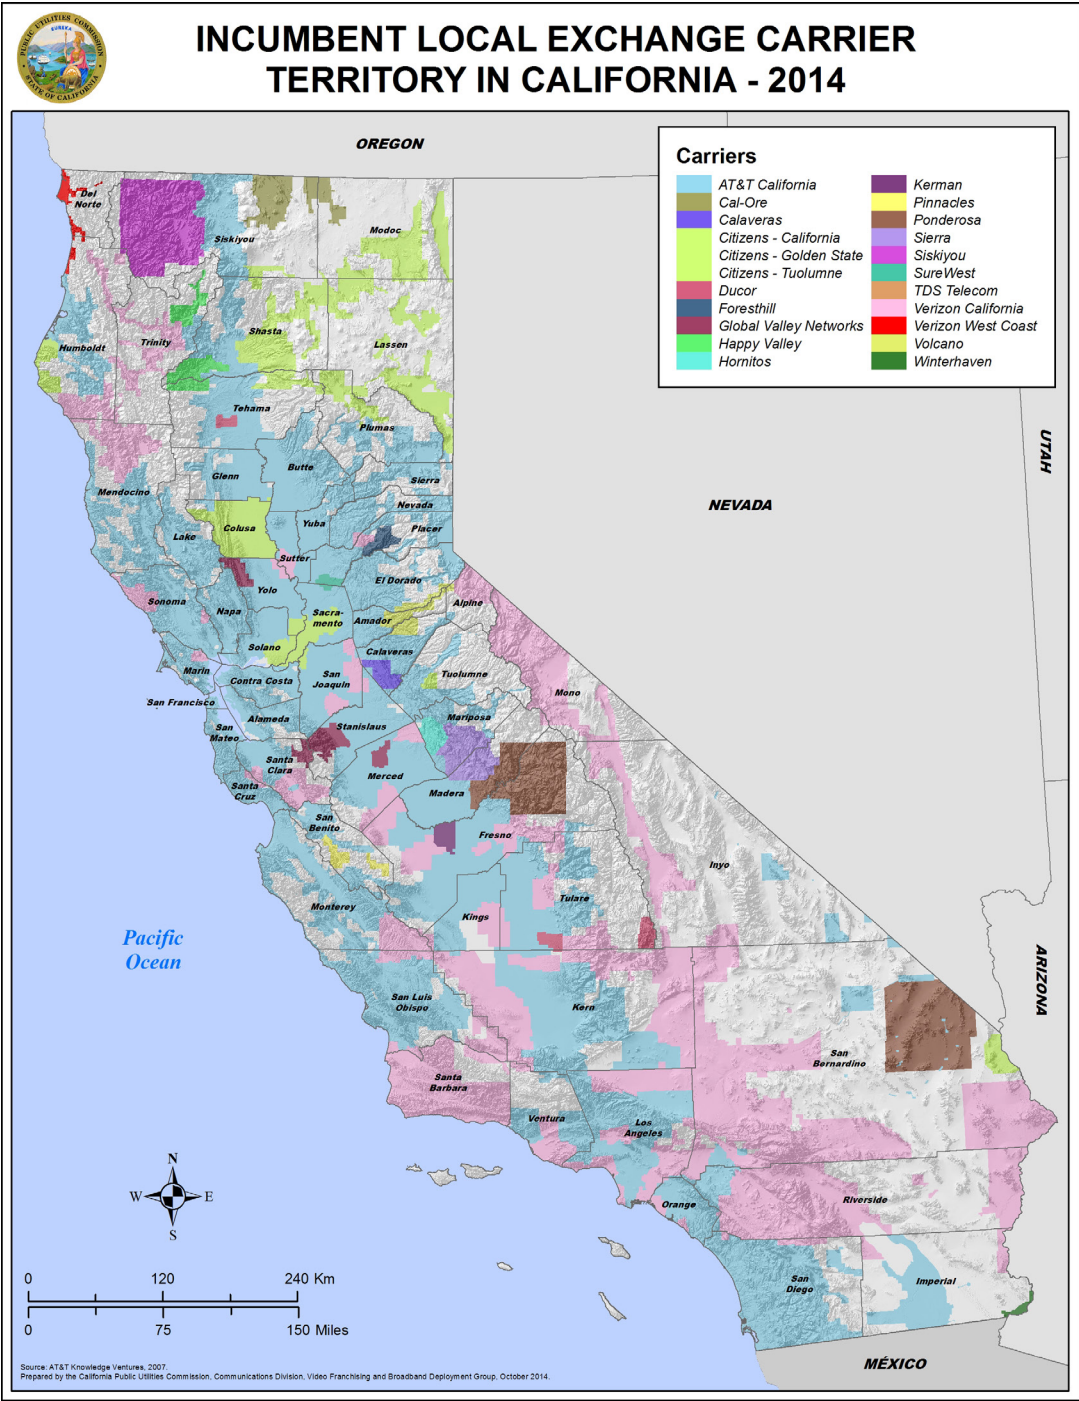 INCUMBENT LOCAL EXCHANGE CARRIER
TERRITORY IN CALIFORNIA - 2014
PUBLIC UTILITIES COMMISSION
EUREKA
STATE OF CALIFORNIA
OREGON
Carriers
AT&T California
Cal-Ore
Calaveras
Citizens - California
Citizens - Golden State
Citizens - Tuolumne
Ducor
Foresthill
Global Valley Networks
Happy Valley
Hornitos
Kerman
Pinnacles
Ponderosa
Sierra
Siskiyou
SureWest
TDS Telecom
Verizon California
Verizon West Coast
Volcano
Winterhaven
Del
Norte
Siskiyou
Modoc
Humboldt
Trinity
Shasta
Lassen
Tehama
Plumas
UTAH
Glenn
Butte
Sierra
Mendocino
Nevada
NEVADA
Lake
Colusa
Yuba
Placer
Sutter
El Dorado
Yolo
Sonoma
Napa
Sacra-
mento
Amador
Alpine
Solano
Calaveras
Marin
Contra Costa
San
Joaquin
Tuolumne
Mono
San Francisco
Alameda
Stanislaus
Mariposa
San
Mateo
Santa
Clara
Merced
Santa
Cruz
Madera
San
Benito
Fresno
Inyo
Monterey
Kings
Tulare
Pacific
Ocean
ARIZONA
San Luis
Obispo
Kern
San
Bernardino
Santa
Barbara
Ventura
Los
Angeles
N
W
E
S
Orange
Riverside
San
Diego
Imperial
0 120 240 Km
0 75 150 Miles
MÉXICO
Source: AT&T Knowledge Ventures, 2007.
Prepared by the California Public Utilities Commission, Communications Division, Video Franchising and Broadband Deployment Group, October 2014.